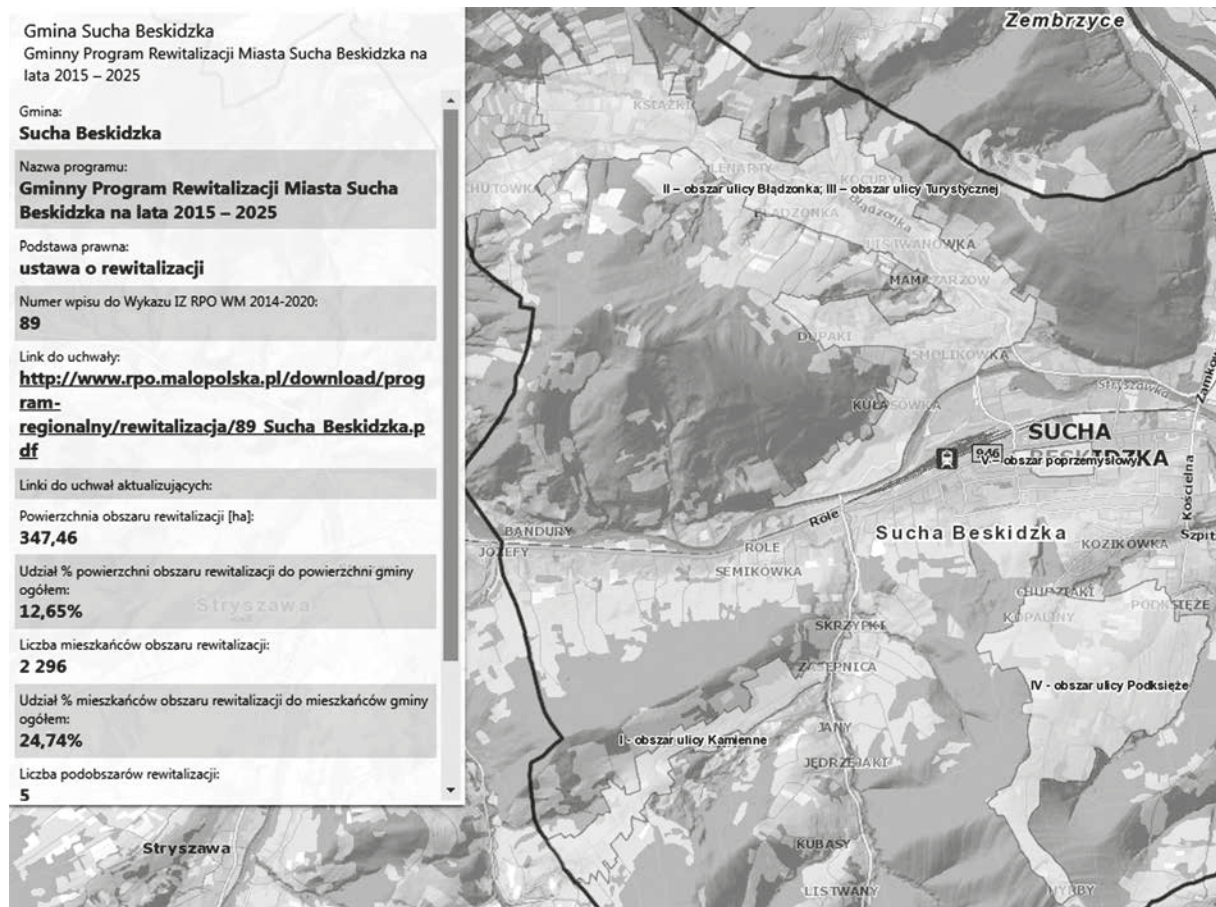 Gmina Sucha Beskidzka
Gminny Program Rewitalizacji Miasta Sucha Beskidzka na
lata 2015 – 2025
Gmina:
Sucha Beskidzka
Nazwa programu:
Gminny Program Rewitalizacji Miasta Sucha
Beskidzka na lata 2015 – 2025
Podstawa prawna:
ustawa o rewitalizacji
Numer wpisu do Wykazu IZ RPO WM 2014-2020:
89
Link do uchwały:
http://www.rpo.malopolska.pl/download/prog
ram-
regionalny/rewitalizacja/89_Sucha_Beskidzka.p
df
Linki do uchwał aktualizujących:
Powierzchnia obszaru rewitalizacji [ha]:
347,46
Udział % powierzchni obszaru rewitalizacji do powierzchni gminy
ogółem:
12,65%
Stryszawa
Liczba mieszkańców obszaru rewitalizacji:
2 296
Udział % mieszkańców obszaru rewitalizacji do mieszkańców gminy
ogółem:
24,74%
Liczba podobszarów rewitalizacji:
5
Stryszawa
Zembrzyce
KSIĄŻKI
LENARTY
KOCURY
II – obszar ulicy Błądzonka; III – obszar ulicy Turystycznej
BŁĄDZONKA
Błądzonka
LISTWANÓWKA
DUPAKI
SMOLIKÓWKA
Stryszawka
KUŁASÓWKA
SUCHA
BESKIDZKA
946
V – obszar poprzemysłowy
Kościelna
Role
BANDURY
JÓZEFY
ROLE
SEMIKÓWKA
Sucha Beskidzka
KOZIKÓWKA
Szpit
PODKSIĘŻE
KOPALINY
SKRZYPKI
ZASEPNICA
IV - obszar ulicy Podksięże
I - obszar ulicy Kamienne
JANY
JĘDRZEJAKI
KUBASY
LISTWANY